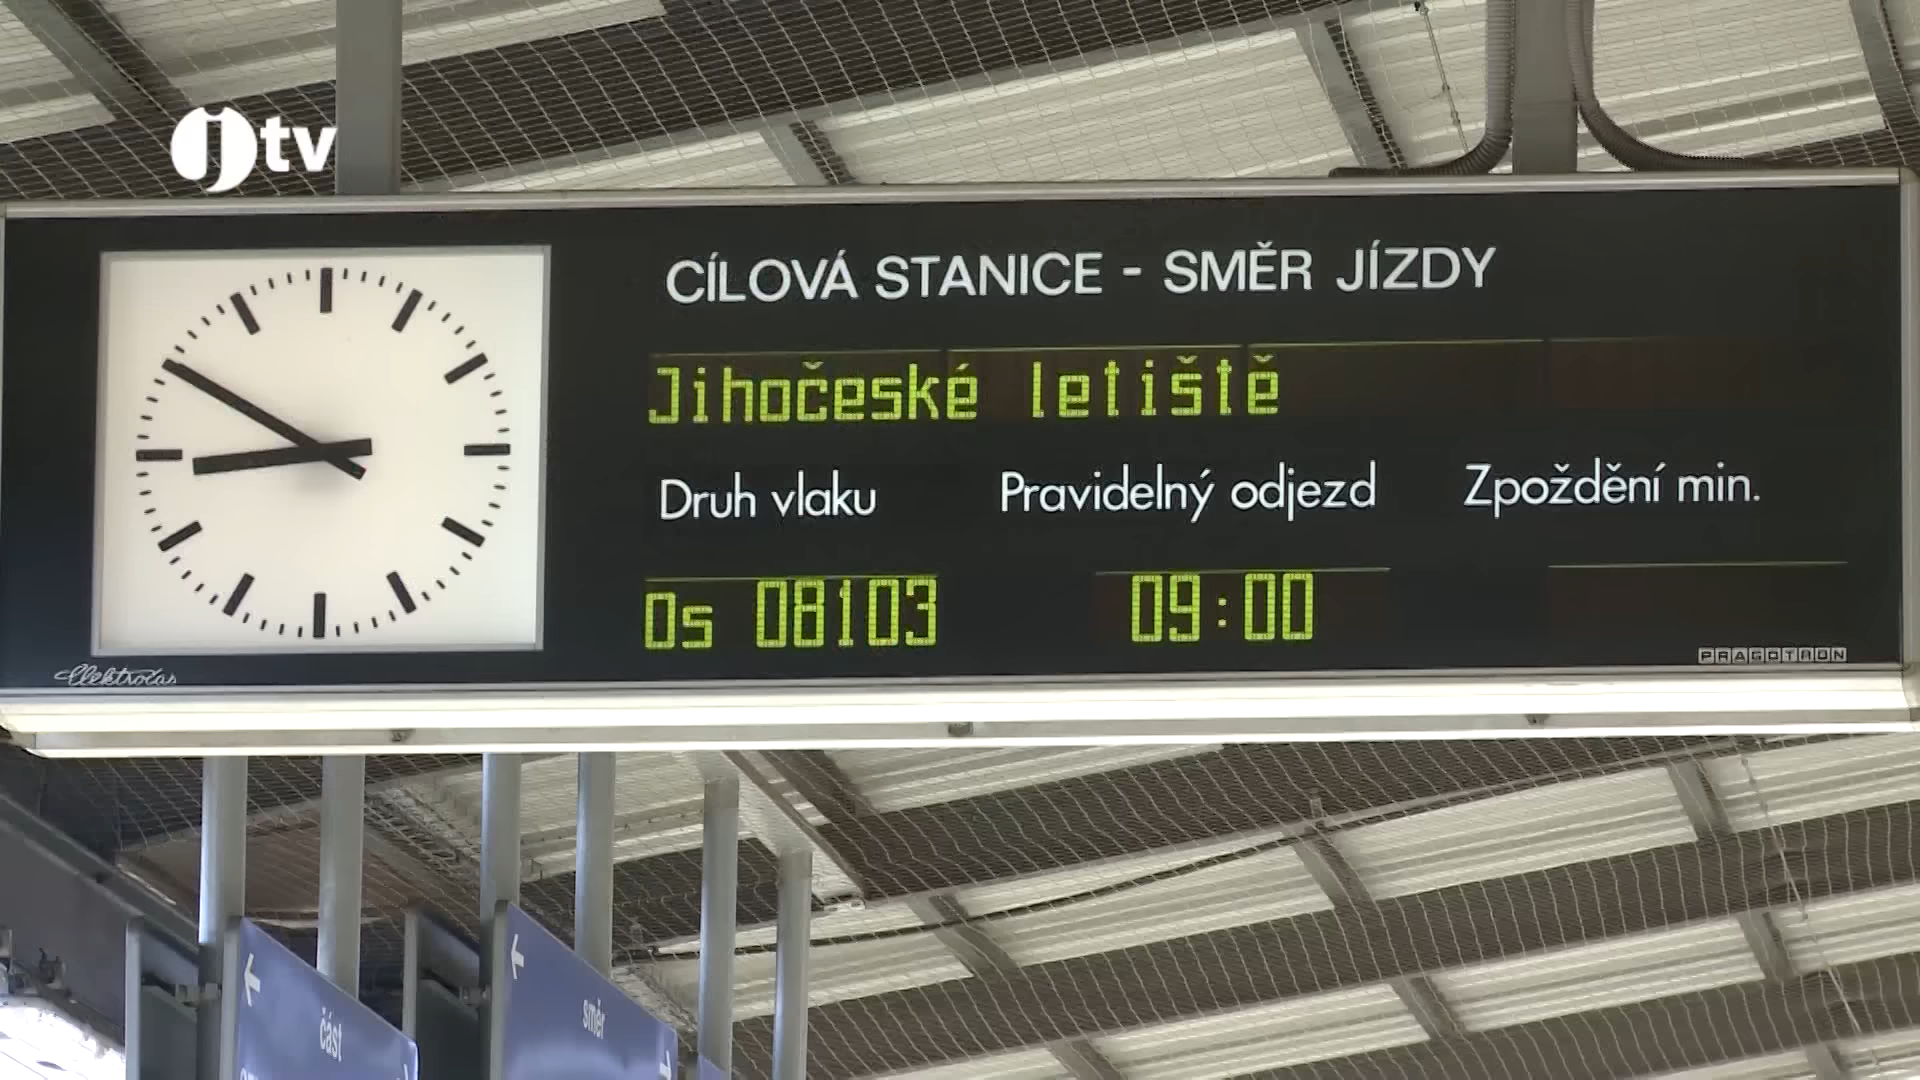 jtv
CÍLOVÁ STANICE - SMĚR JÍZDY
Jihočeské letiště
Druh vlaku Pravidelný odjezd Zpoždění min.
Os 08103 09:00
Elektročas
PRAGOTRON
část
směr